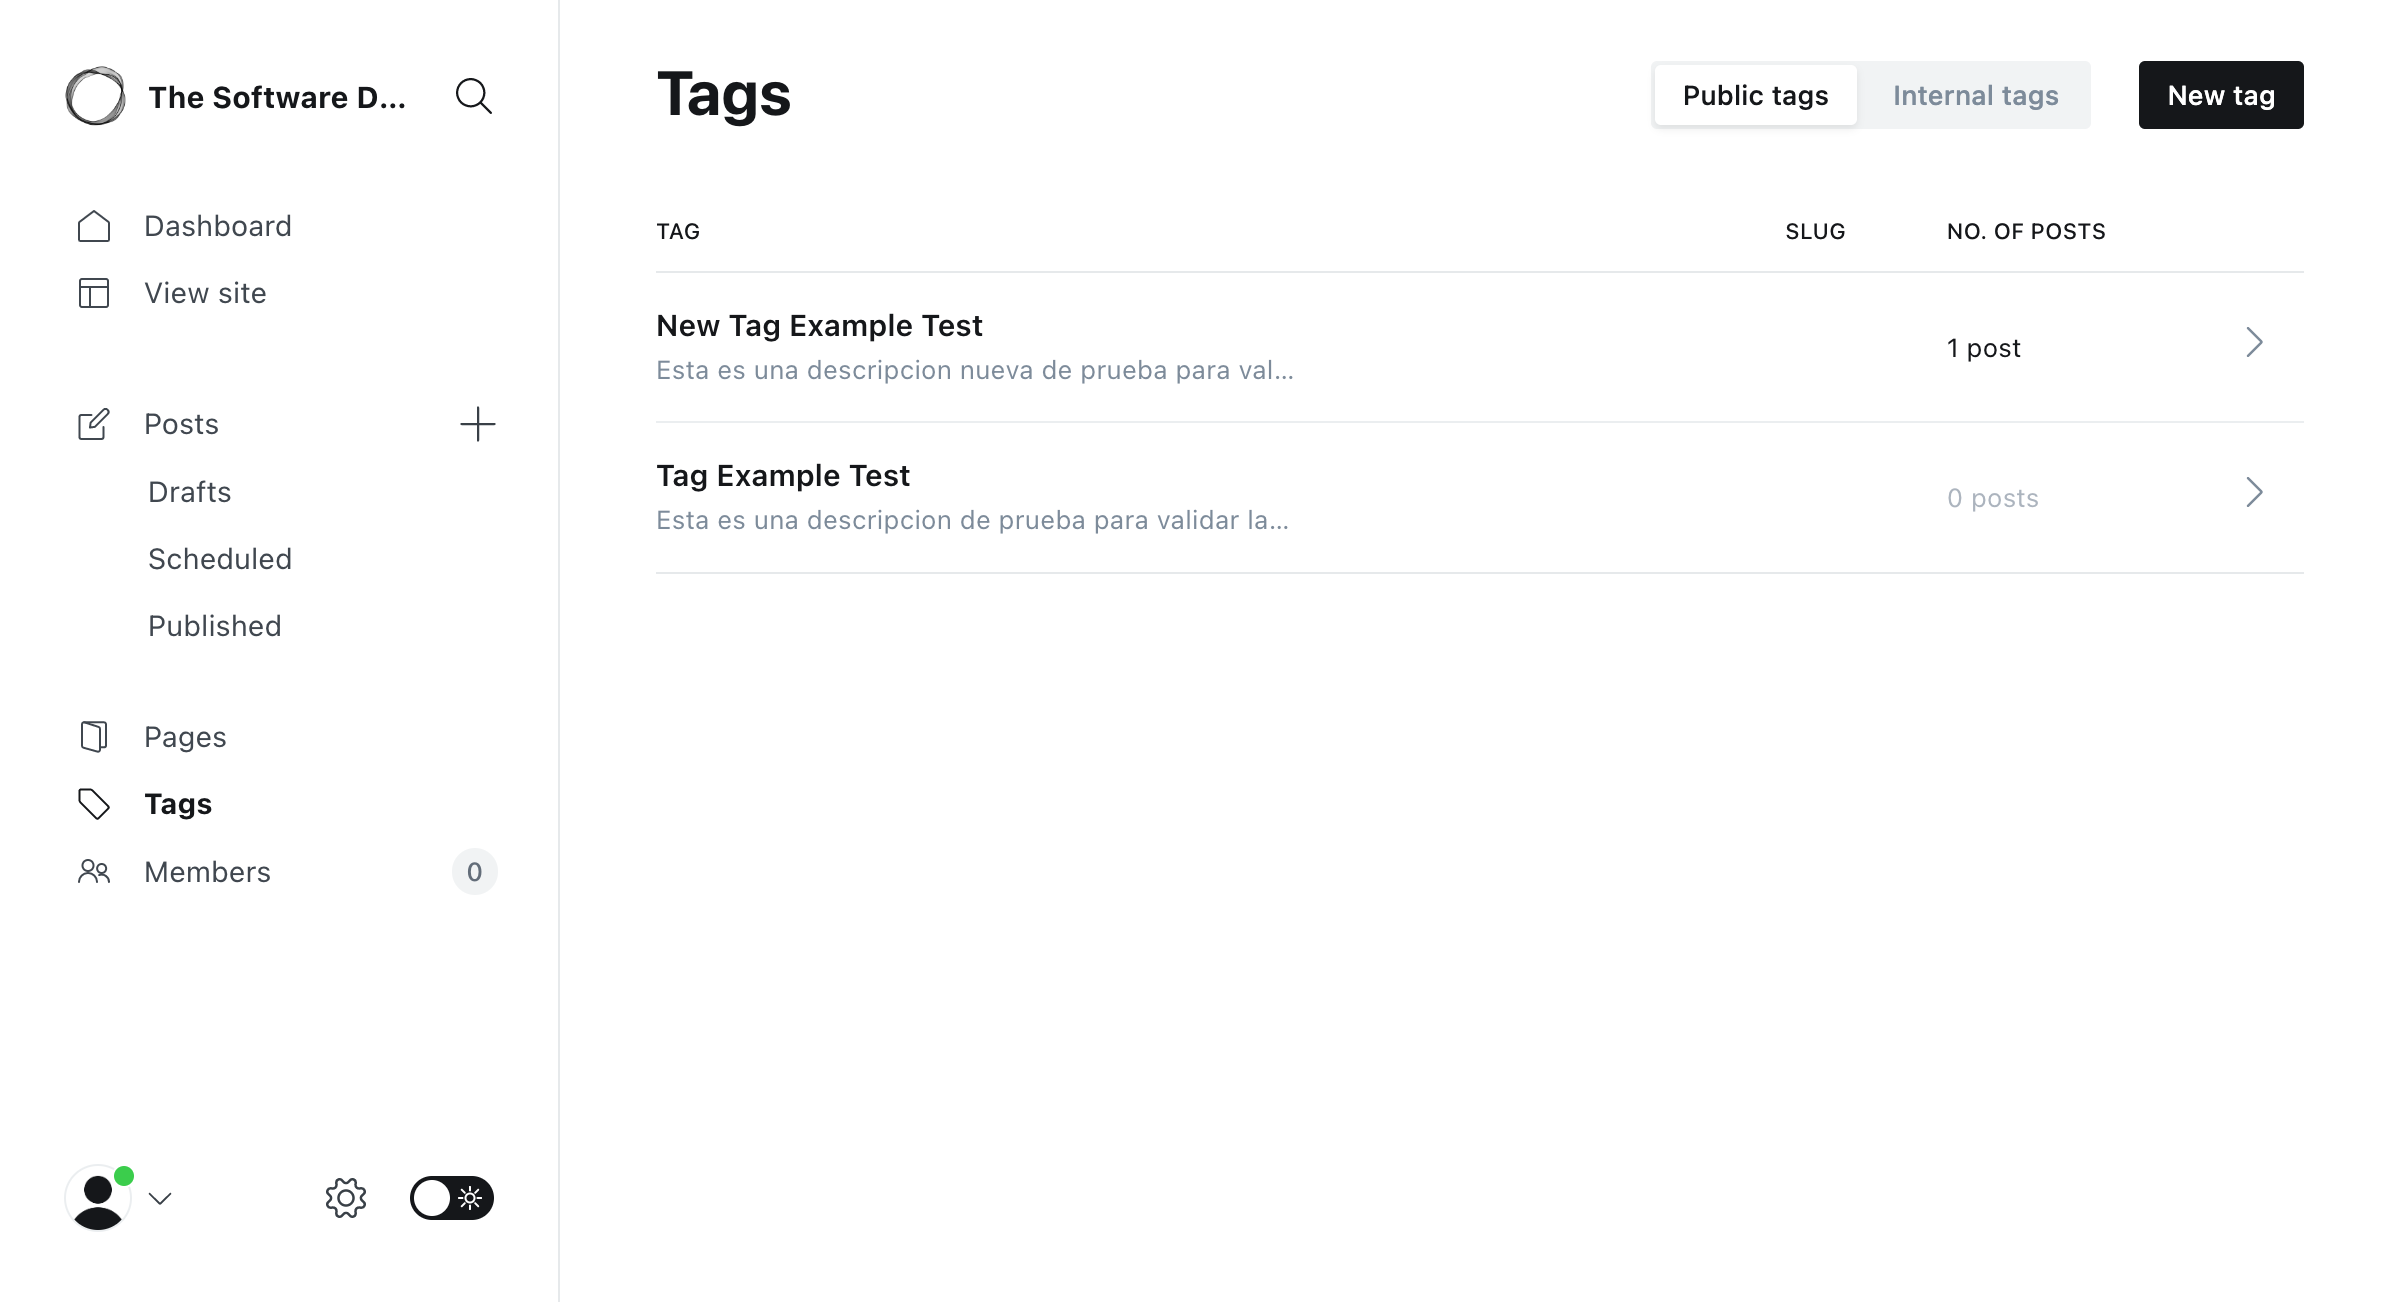 The Software D...
Dashboard
View site
Posts
Drafts
Scheduled
Published
Pages
Tags
Members
0
Tags
Public tags
Internal tags
New tag
TAG
SLUG
NO. OF POSTS
New Tag Example Test
Esta es una descripcion nueva de prueba para val...
1 post
Tag Example Test
Esta es una descripcion de prueba para validar la...
0 posts